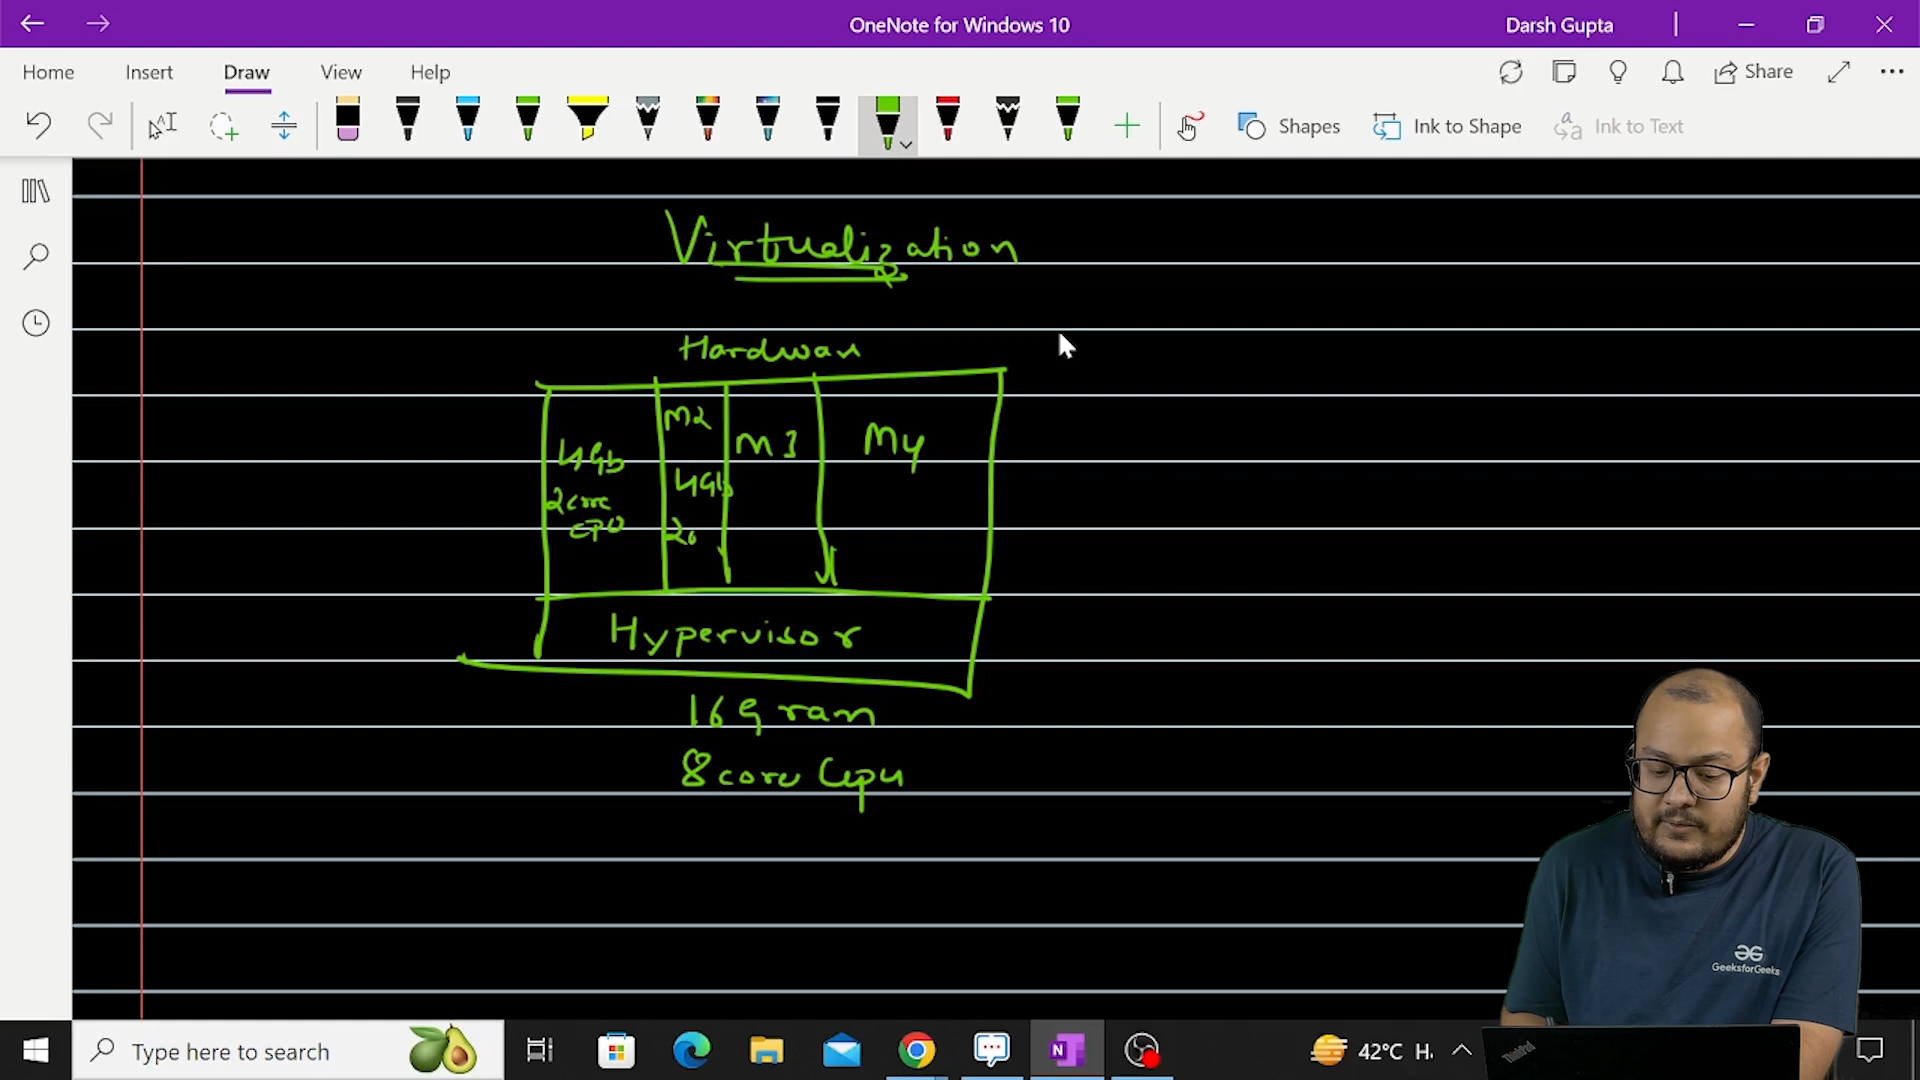 OneNote for Windows 10
Darsh Gupta
Home Insert Draw View Help
Share
Shapes Ink to Shape Ink to Text
Virtualization
Hardware
M2
M3
M4
4Gb
4Gb
2core
CPU
Hypervisor
16G ram
8core Cpu
GeeksforGeeks
ThinkPad
Type here to search
42°C H.